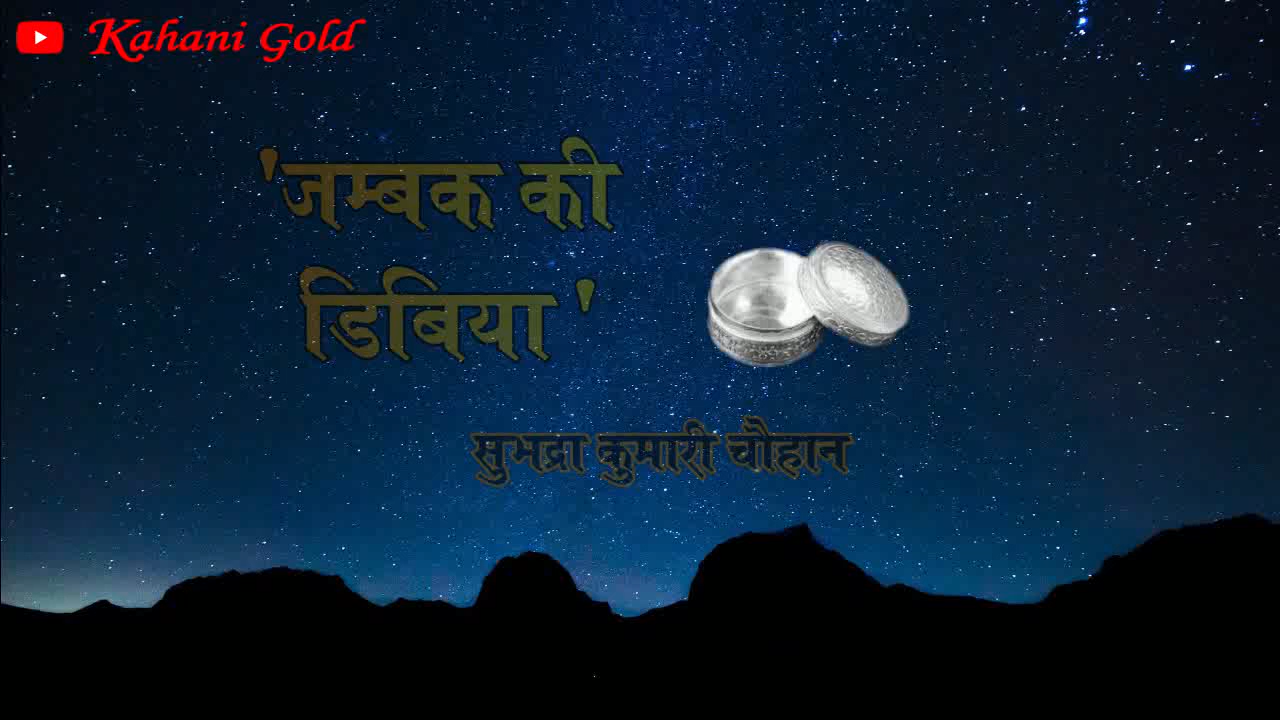 Kahani Gold
'जम्बक की
डिबिया '
सुभद्रा कुमारी चौहान